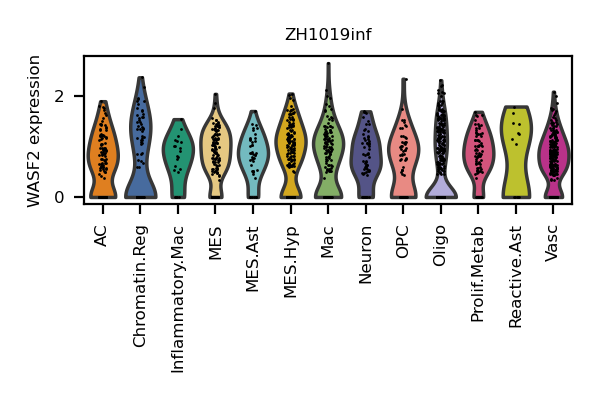 ZH1019inf
WASF2 expression
2
0
AC
Chromatin.Reg
Inflammatory.Mac
MES
MES.Ast
MES.Hyp
Mac
Neuron
OPC
Oligo
Prolif.Metab
Reactive.Ast
Vasc